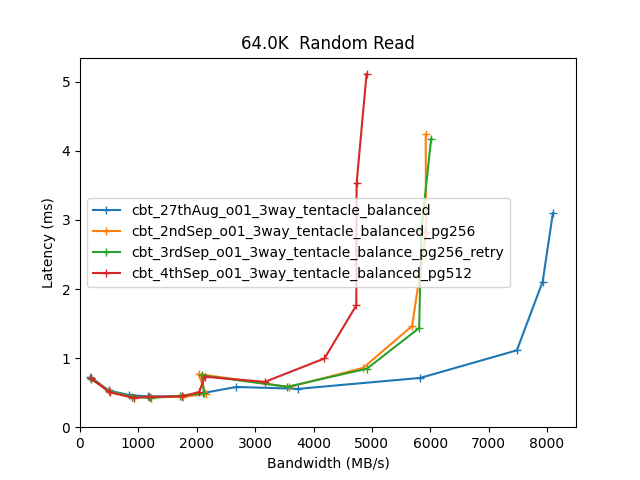 64.0K  Random Read
Latency (ms)
5
4
3
2
1
0
cbt_27thAug_o01_3way_tentacle_balanced
cbt_2ndSep_o01_3way_tentacle_balanced_pg256
cbt_3rdSep_o01_3way_tentacle_balance_pg256_retry
cbt_4thSep_o01_3way_tentacle_balanced_pg512
0 1000 2000 3000 4000 5000 6000 7000 8000
Bandwidth (MB/s)